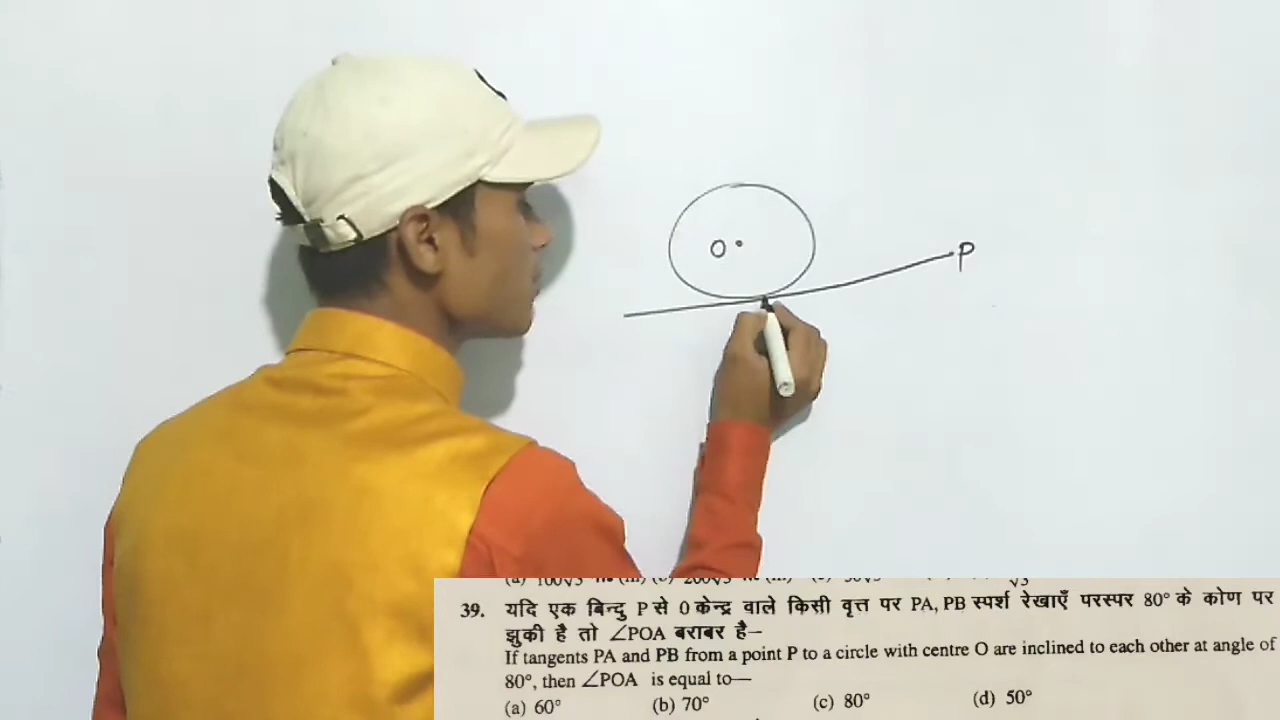 O
P
39. यदि एक बिन्दु P से 0 केन्द्र वाले किसी वृत्त पर PA, PB स्पर्श रेखाएँ परस्पर 80° के कोण पर
झुकी है तो ∠POA बराबर है—
If tangents PA and PB from a point P to a circle with centre O are inclined to each other at angle of
80°, then ∠POA is equal to—
(a) 60° (b) 70° (c) 80° (d) 50°